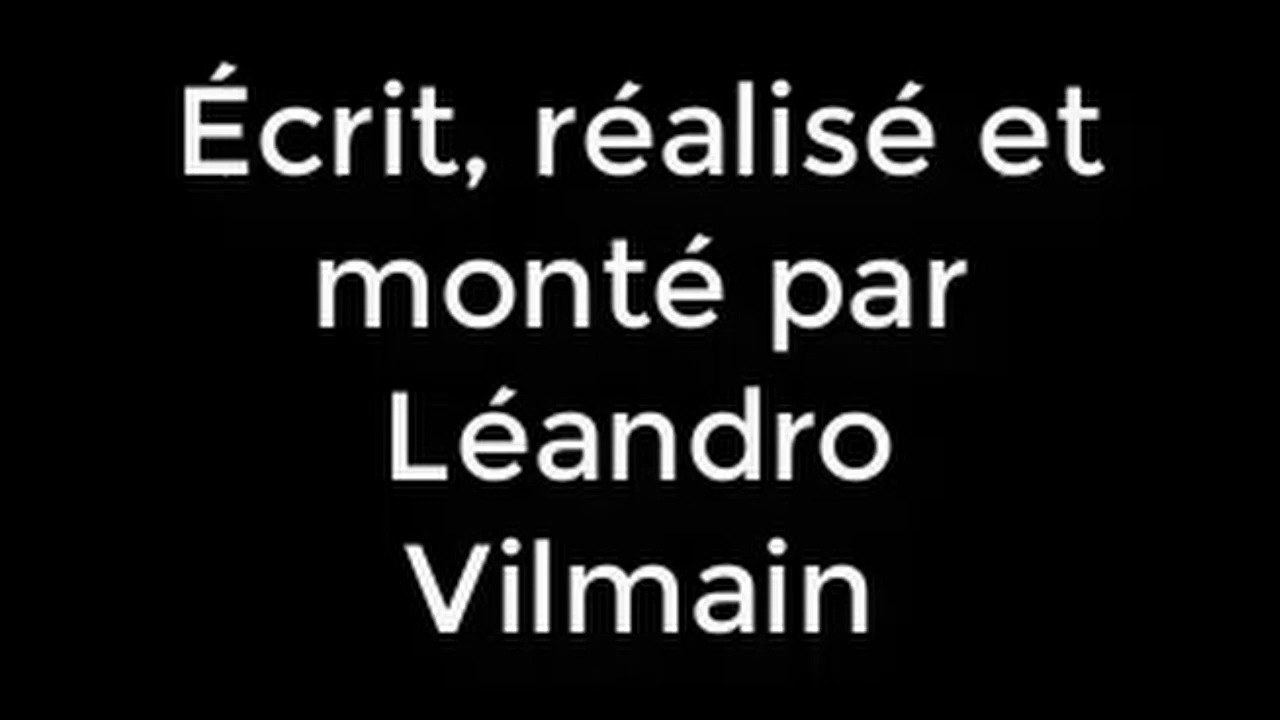 Écrit, réalisé et
monté par
Léandro
Vilmain